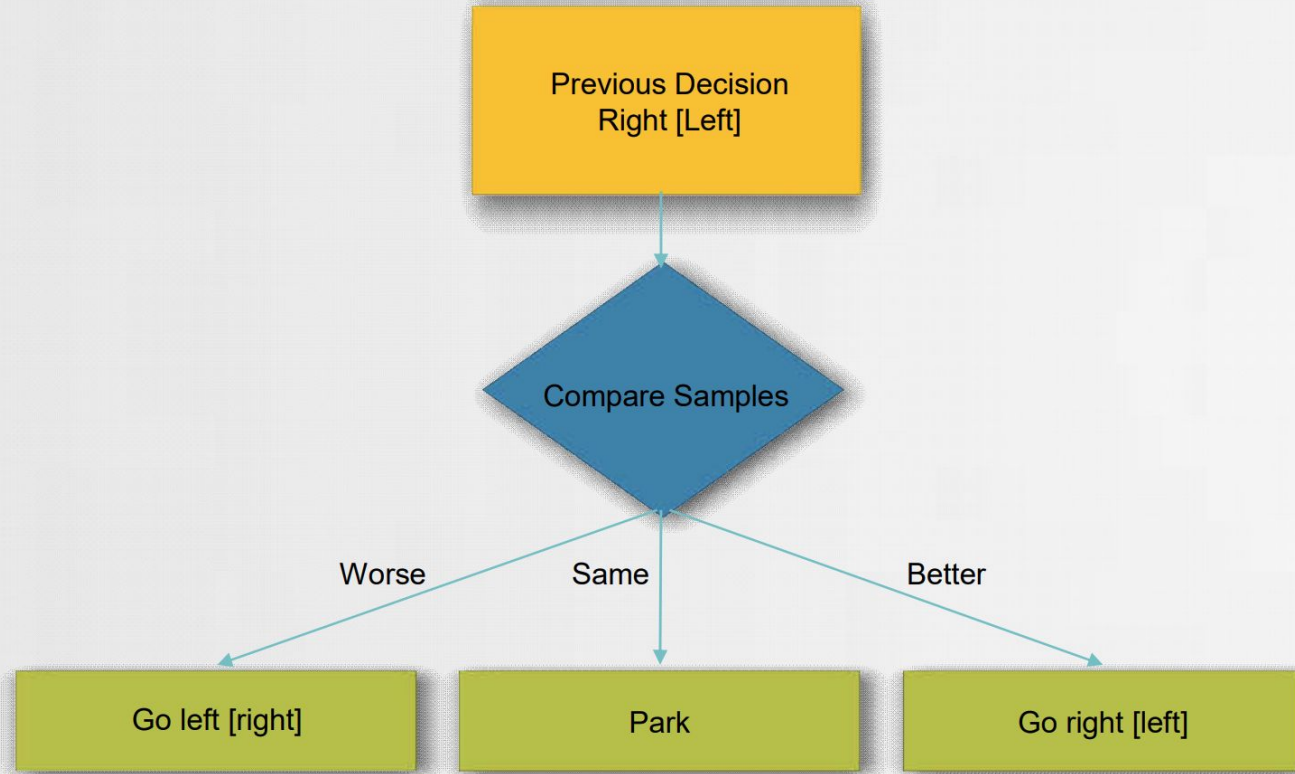 Previous Decision
Right [Left]
Compare Samples
Worse
Same
Better
Go left [right]
Park
Go right [left]